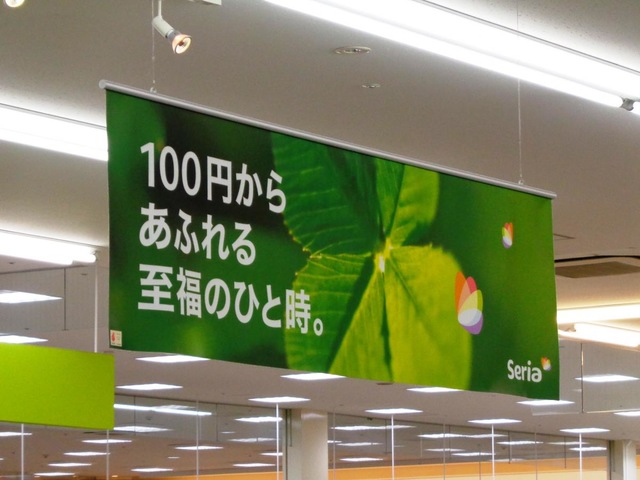 100円から
あふれる
至福のひと時。
Seria